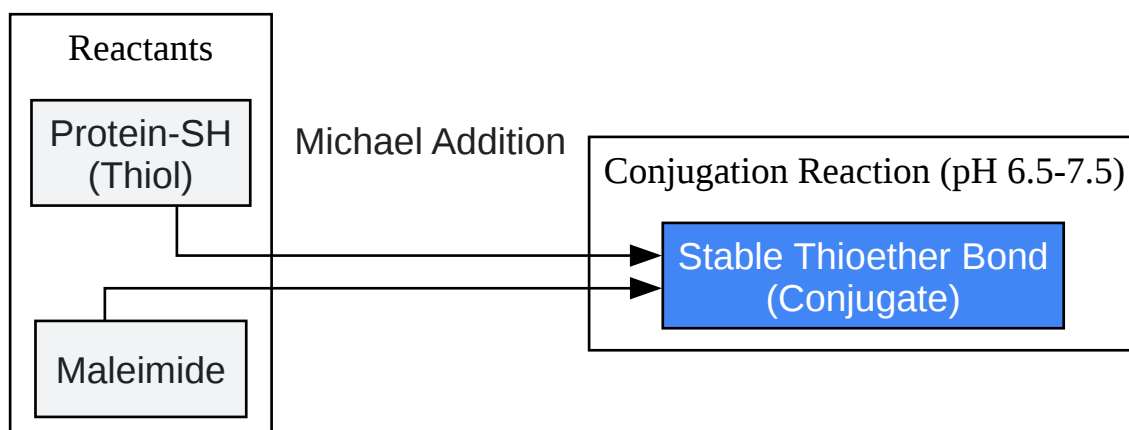 Reactants
Protein-SH
(Thiol)
Maleimide
Michael Addition
Conjugation Reaction (pH 6.5-7.5)
Stable Thioether Bond
(Conjugate)